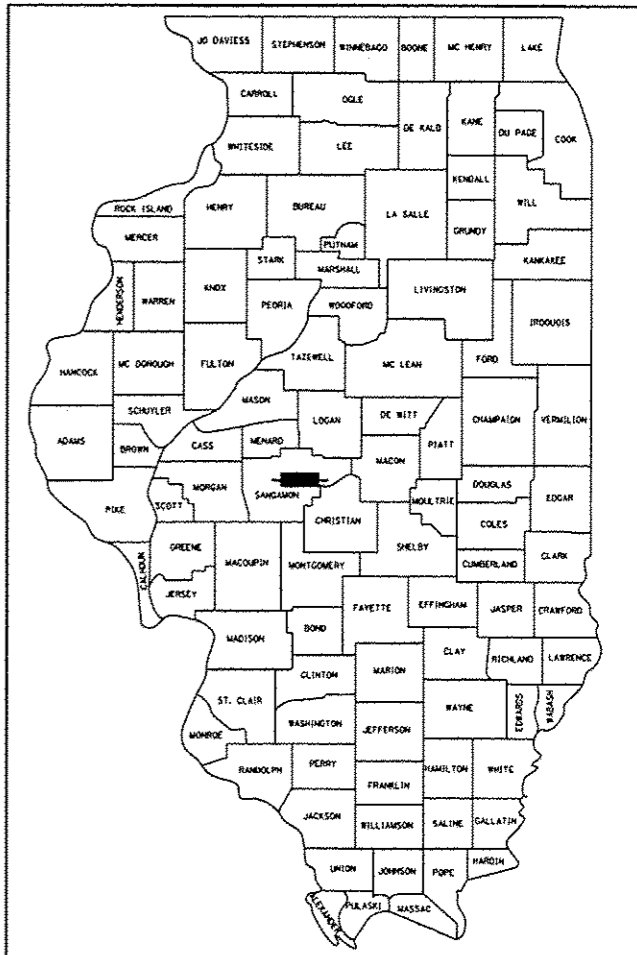 JO DAVIESS
STEPHENSON
WINNEBAGO
BOONE
MC HENRY
LAKE
CARROLL
OGLE
DE KALB
KANE
DU PAGE
COOK
WHITESIDE
LEE
KENDALL
WILL
ROCK ISLAND
HENRY
BUREAU
LA SALLE
GRUNDY
MERCER
PUTNAM
KANKAKEE
STARK
MARSHALL
HENDERSON
WARREN
KNOX
PEORIA
WOODFORD
LIVINGSTON
IROQUOIS
HANCOCK
MC DONOUGH
FULTON
TAZEWELL
MC LEAN
FORD
MASON
SCHUYLER
LOGAN
DE WITT
CHAMPAIGN
VERMILION
ADAMS
BROWN
CASS
MENARD
PIATT
MACON
MORGAN
SANGAMON
DOUGLAS
EDGAR
PIKE
SCOTT
CHRISTIAN
MOULTRIE
COLES
GREENE
MACOUPIN
MONTGOMERY
SHELBY
CUMBERLAND
CLARK
CALHOUN
JERSEY
FAYETTE
EFFINGHAM
JASPER
CRAWFORD
MADISON
BOND
CLAY
RICHLAND
LAWRENCE
CLINTON
MARION
ST. CLAIR
WAYNE
EDWARDS
WABASH
WASHINGTON
JEFFERSON
MONROE
RANDOLPH
PERRY
HAMILTON
WHITE
FRANKLIN
JACKSON
WILLIAMSON
SALINE
GALLATIN
UNION
JOHNSON
POPE
HARDIN
ALEXANDER
PULASKI
MASSAC